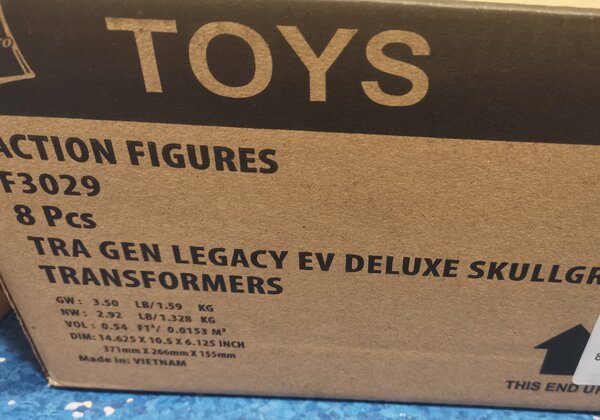 TOYS
ACTION FIGURES
F3029
8 Pcs
TRA GEN LEGACY EV DELUXE SKULLGR
TRANSFORMERS
GW : 3.50 LB/1.59 KG
NW : 2.92 LB/1.328 KG
VOL : 0.54 FT³/ 0.0153 M³
DIM: 14.625 X 10.5 X 6.125 INCH
371mm X 266mm X 155mm
Made in: VIETNAM
THIS END U